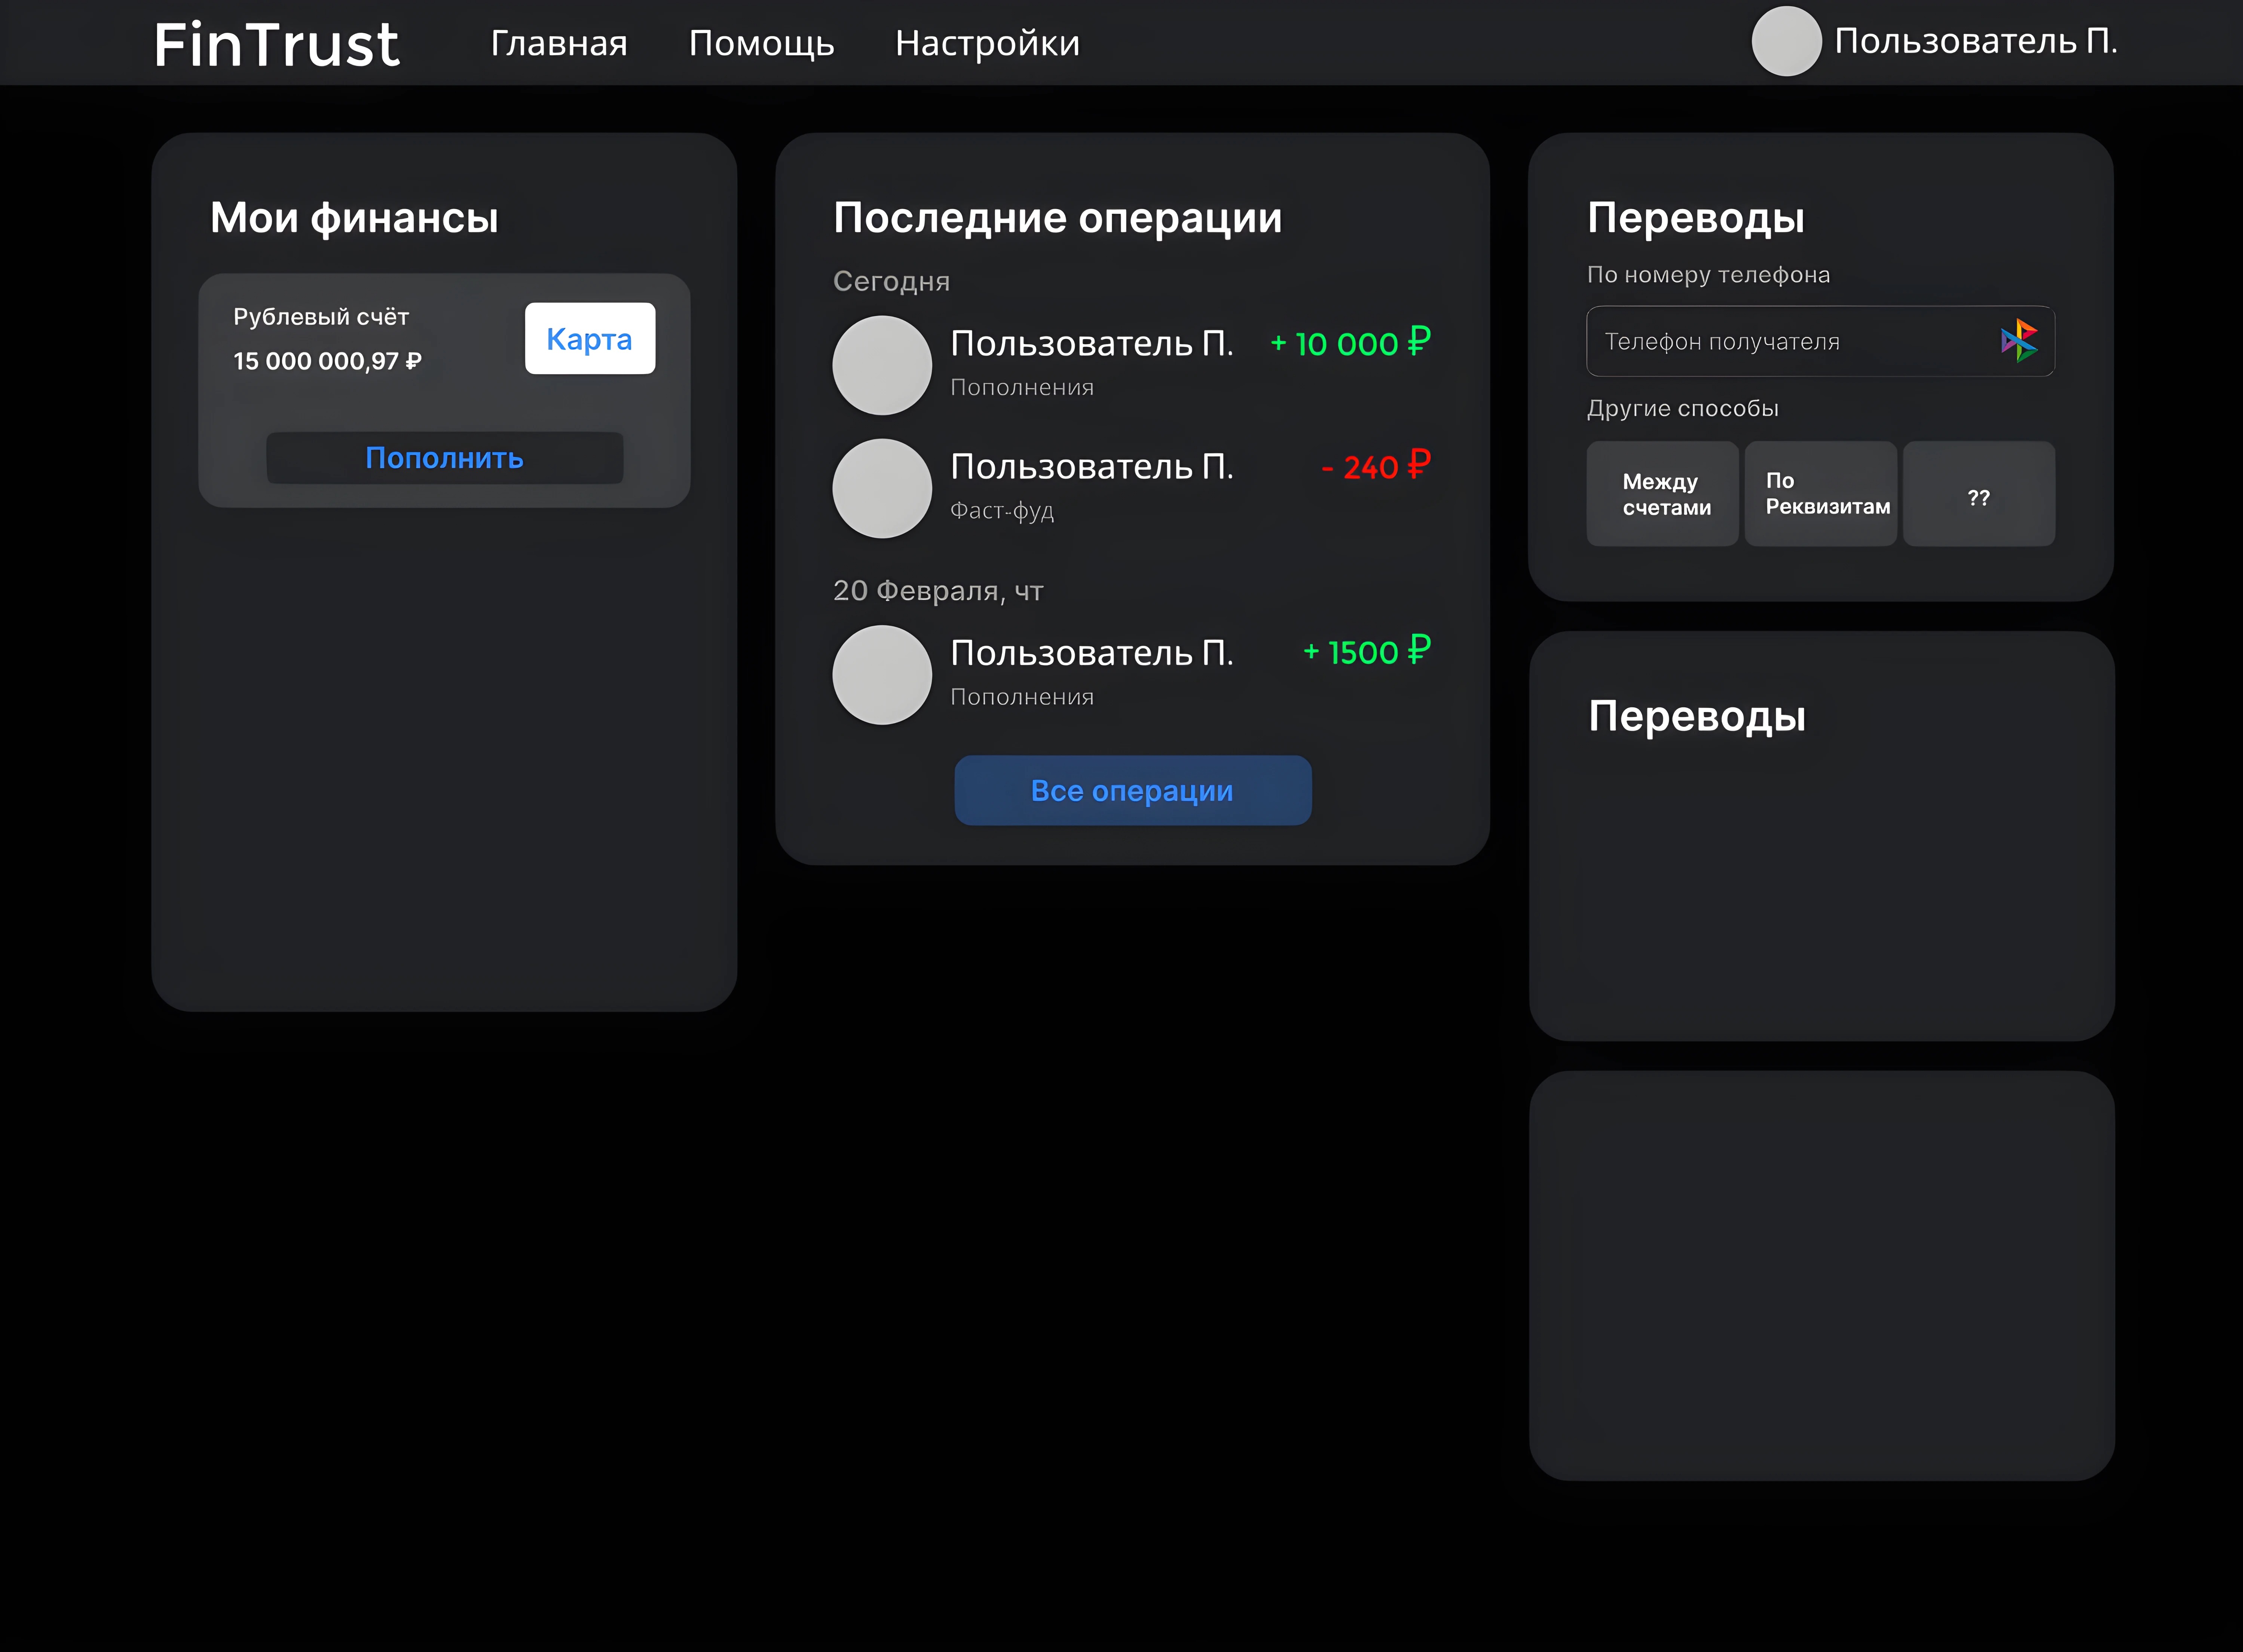 FinTrust
Главная
Помощь
Настройки
Пользователь П.
Мои финансы
Рублевый счёт
15 000 000,97 ₽
Карта
Пополнить
Последние операции
Сегодня
Пользователь П.
+ 10 000 ₽
Пополнения
Пользователь П.
- 240 ₽
Фаст-фуд
20 Февраля, чт
Пользователь П.
+ 1500 ₽
Пополнения
Все операции
Переводы
По номеру телефона
Телефон получателя
Другие способы
Между
счетами
По
Реквизитам
??
Переводы